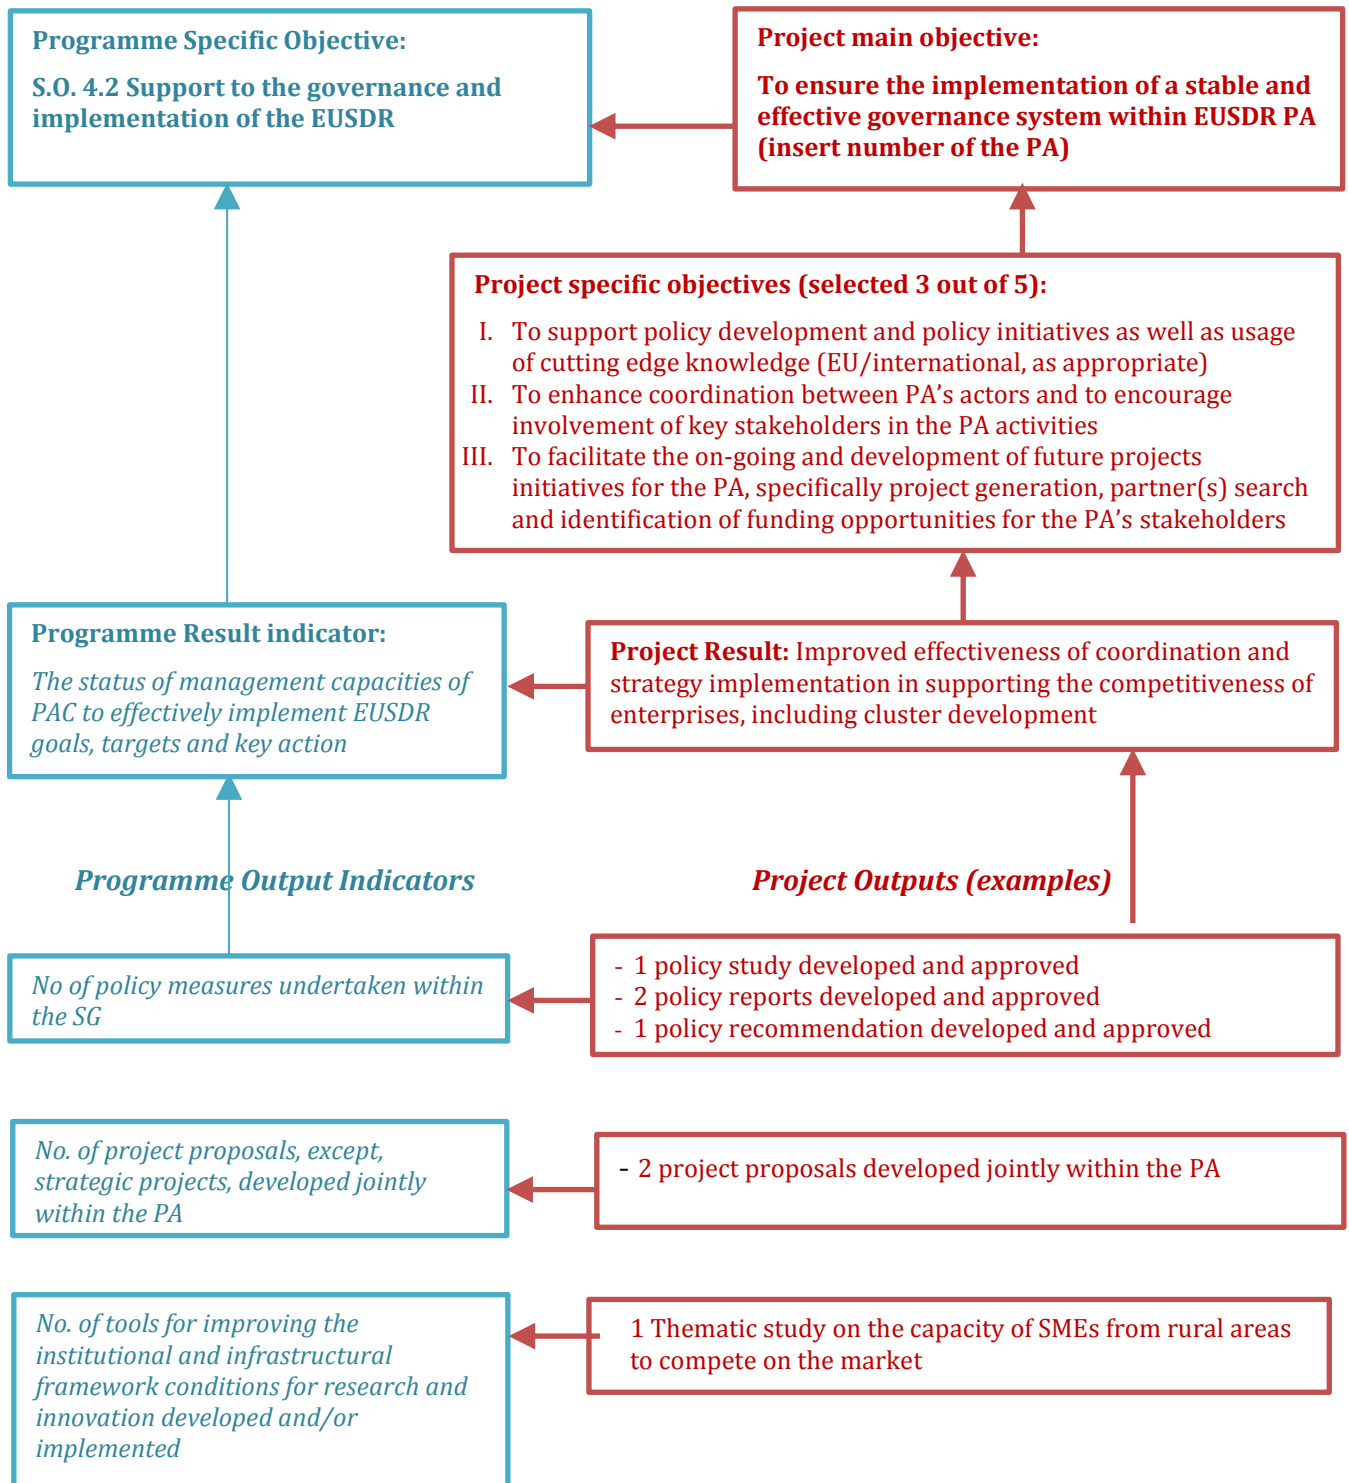 Programme Specific Objective:
S.O. 4.2 Support to the governance and
implementation of the EUSDR
Project main objective:
To ensure the implementation of a stable and
effective governance system within EUSDR PA
(insert number of the PA)
Project specific objectives (selected 3 out of 5):
I. To support policy development and policy initiatives as well as usage
of cutting edge knowledge (EU/international, as appropriate)
II. To enhance coordination between PA's actors and to encourage
involvement of key stakeholders in the PA activities
III. To facilitate the on-going and development of future projects
initiatives for the PA, specifically project generation, partner(s) search
and identification of funding opportunities for the PA's stakeholders
Programme Result indicator:
The status of management capacities of
PAC to effectively implement EUSDR
goals, targets and key action
Project Result: Improved effectiveness of coordination and
strategy implementation in supporting the competitiveness of
enterprises, including cluster development
Programme Output Indicators
Project Outputs (examples)
No of policy measures undertaken within
the SG
- 1 policy study developed and approved
- 2 policy reports developed and approved
- 1 policy recommendation developed and approved
No. of project proposals, except,
strategic projects, developed jointly
within the PA
- 2 project proposals developed jointly within the PA
No. of tools for improving the
institutional and infrastructural
framework conditions for research and
innovation developed and/or
implemented
1 Thematic study on the capacity of SMEs from rural areas
to compete on the market